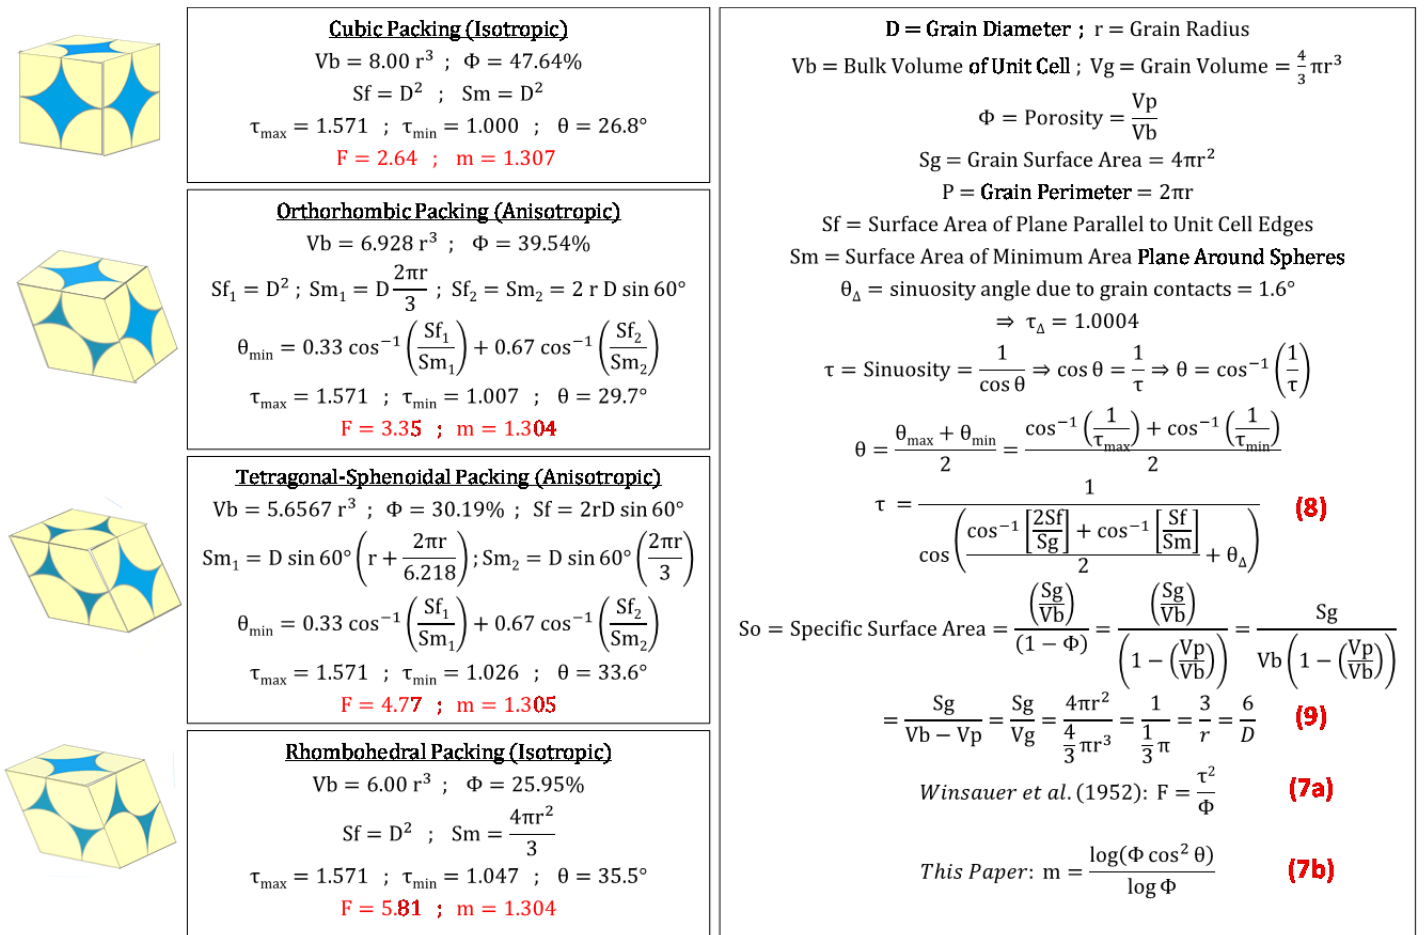 Cubic Packing (Isotropic)
Vb = 8.00 r³ ; Φ = 47.64%
Sf = D² ; Sm = D²
τmax = 1.571 ; τmin = 1.000 ; θ = 26.8°
F = 2.64 ; m = 1.307
Orthorhombic Packing (Anisotropic)
Vb = 6.928 r³ ; Φ = 39.54%
Sf₁ = D² ; Sm₁ = D 2πr/3 ; Sf₂ = Sm₂ = 2 r D sin 60°
θmin = 0.33 cos⁻¹(Sf₁/Sm₁) + 0.67 cos⁻¹(Sf₂/Sm₂)
τmax = 1.571 ; τmin = 1.007 ; θ = 29.7°
F = 3.35 ; m = 1.304
Tetragonal-Sphenoidal Packing (Anisotropic)
Vb = 5.6567 r³ ; Φ = 30.19% ; Sf = 2rD sin 60°
Sm₁ = D sin 60° (r + 2πr/6.218) ; Sm₂ = D sin 60° (2πr/3)
θmin = 0.33 cos⁻¹(Sf₁/Sm₁) + 0.67 cos⁻¹(Sf₂/Sm₂)
τmax = 1.571 ; τmin = 1.026 ; θ = 33.6°
F = 4.77 ; m = 1.305
Rhombohedral Packing (Isotropic)
Vb = 6.00 r³ ; Φ = 25.95%
Sf = D² ; Sm = 4πr²/3
τmax = 1.571 ; τmin = 1.047 ; θ = 35.5°
F = 5.81 ; m = 1.304
D = Grain Diameter ; r = Grain Radius
Vb = Bulk Volume of Unit Cell ; Vg = Grain Volume = 4/3 πr³
Φ = Porosity = Vp/Vb
Sg = Grain Surface Area = 4πr²
P = Grain Perimeter = 2πr
Sf = Surface Area of Plane Parallel to Unit Cell Edges
Sm = Surface Area of Minimum Area Plane Around Spheres
θ∆ = sinuosity angle due to grain contacts = 1.6°
⇒ τ∆ = 1.0004
τ = Sinuosity = 1/cos θ ⇒ cos θ = 1/τ ⇒ θ = cos⁻¹(1/τ)
θ = (θmax + θmin)/2 = (cos⁻¹(1/τmax) + cos⁻¹(1/τmin))/2
τ = 1/cos((cos⁻¹[2Sf/Sg] + cos⁻¹[Sf/Sm])/2 + θ∆) (8)
So = Specific Surface Area = (Sg/Vb)/(1 − Φ) = (Sg/Vb)/(1 − (Vp/Vb)) = Sg/(Vb(1 − (Vp/Vb)))
= Sg/(Vb − Vp) = Sg/Vg = 4πr²/(4/3 πr³) = 1/(1/3 π) = 3/r = 6/D (9)
Winsauer et al. (1952): F = τ²/Φ (7a)
This Paper: m = log(Φ cos² θ)/log Φ (7b)